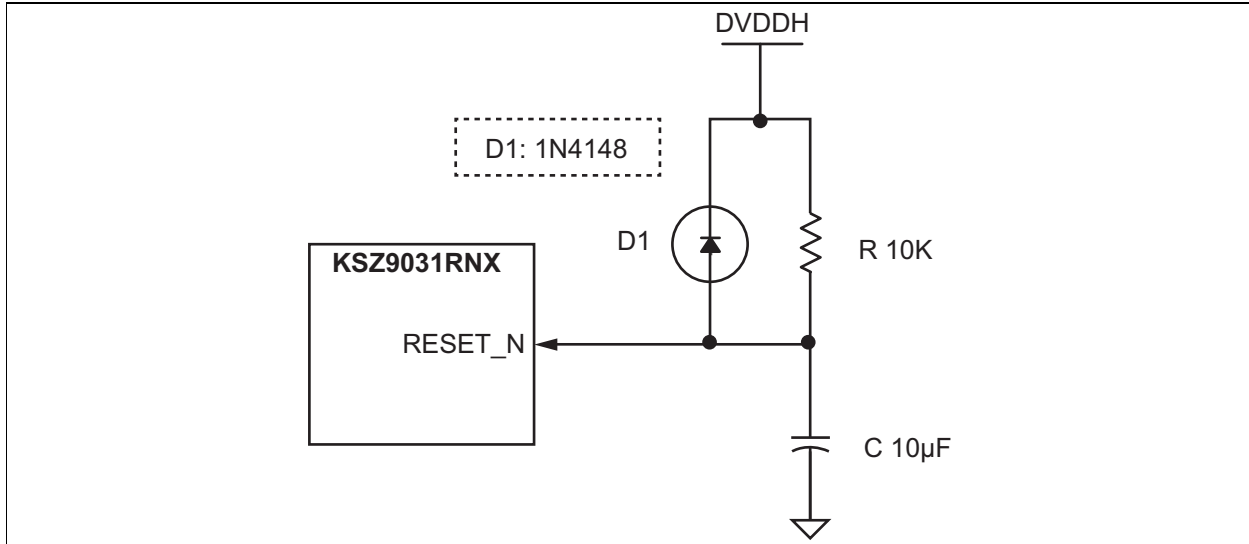 DVDDH
D1: 1N4148
D1
R 10K
KSZ9031RNX
RESET_N
C 10µF